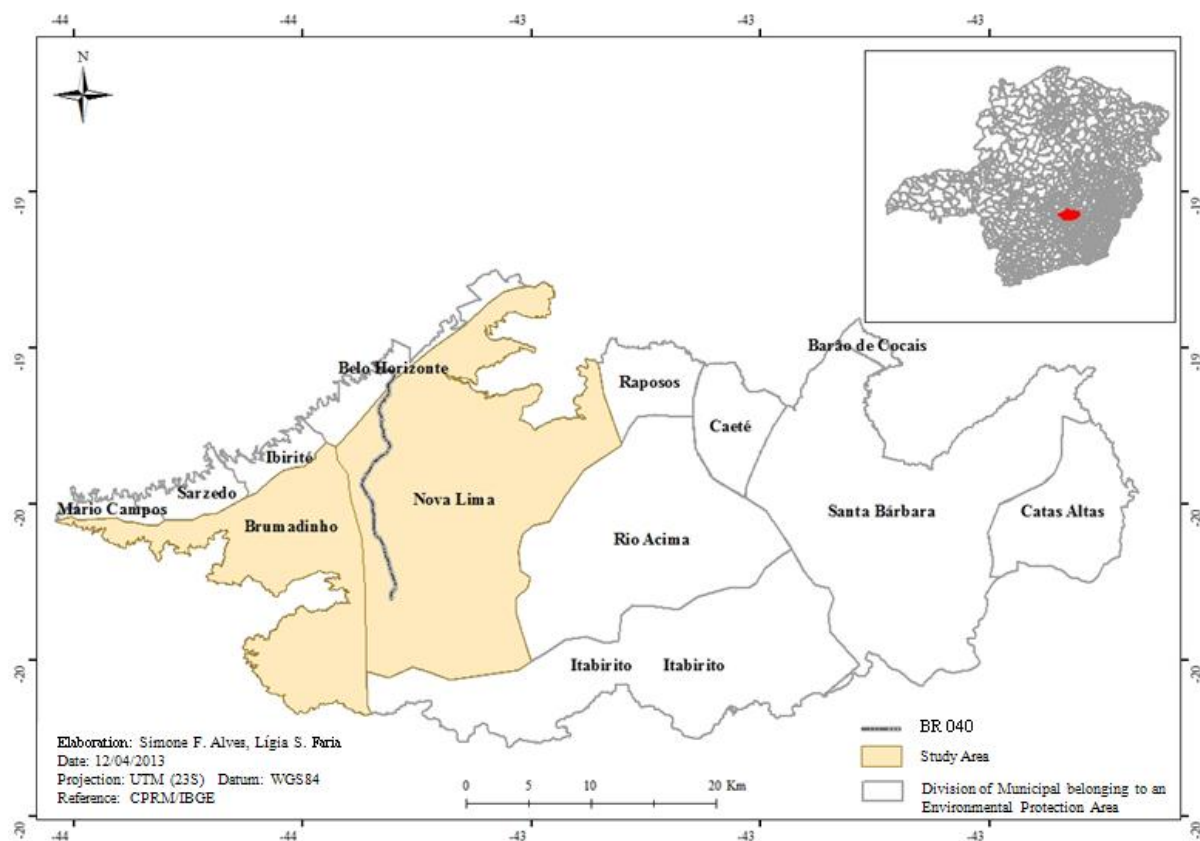 -44
-44
-43
-43
-43
N
-19
-19
-19
-19
Barão de Cocais
Belo Horizonte
Raposos
Caeté
Ibirité
Sarzedo
Mário Campos
Nova Lima
Santa Bárbara
Catas Altas
-20
-20
Brumadinho
Rio Acima
Itabirito
Itabirito
-20
-20
BR 040
Elaboration: Simone F. Alves, Lígia S. Faria
Date: 12/04/2013
Projection: UTM (23S) Datum: WGS84
Reference: CPRM/IBGE
0 5 10 20 Km
Study Area
Division of Municipal belonging to an
Environmental Protection Area
-20
-20
-44
-44
-43
-43
-43